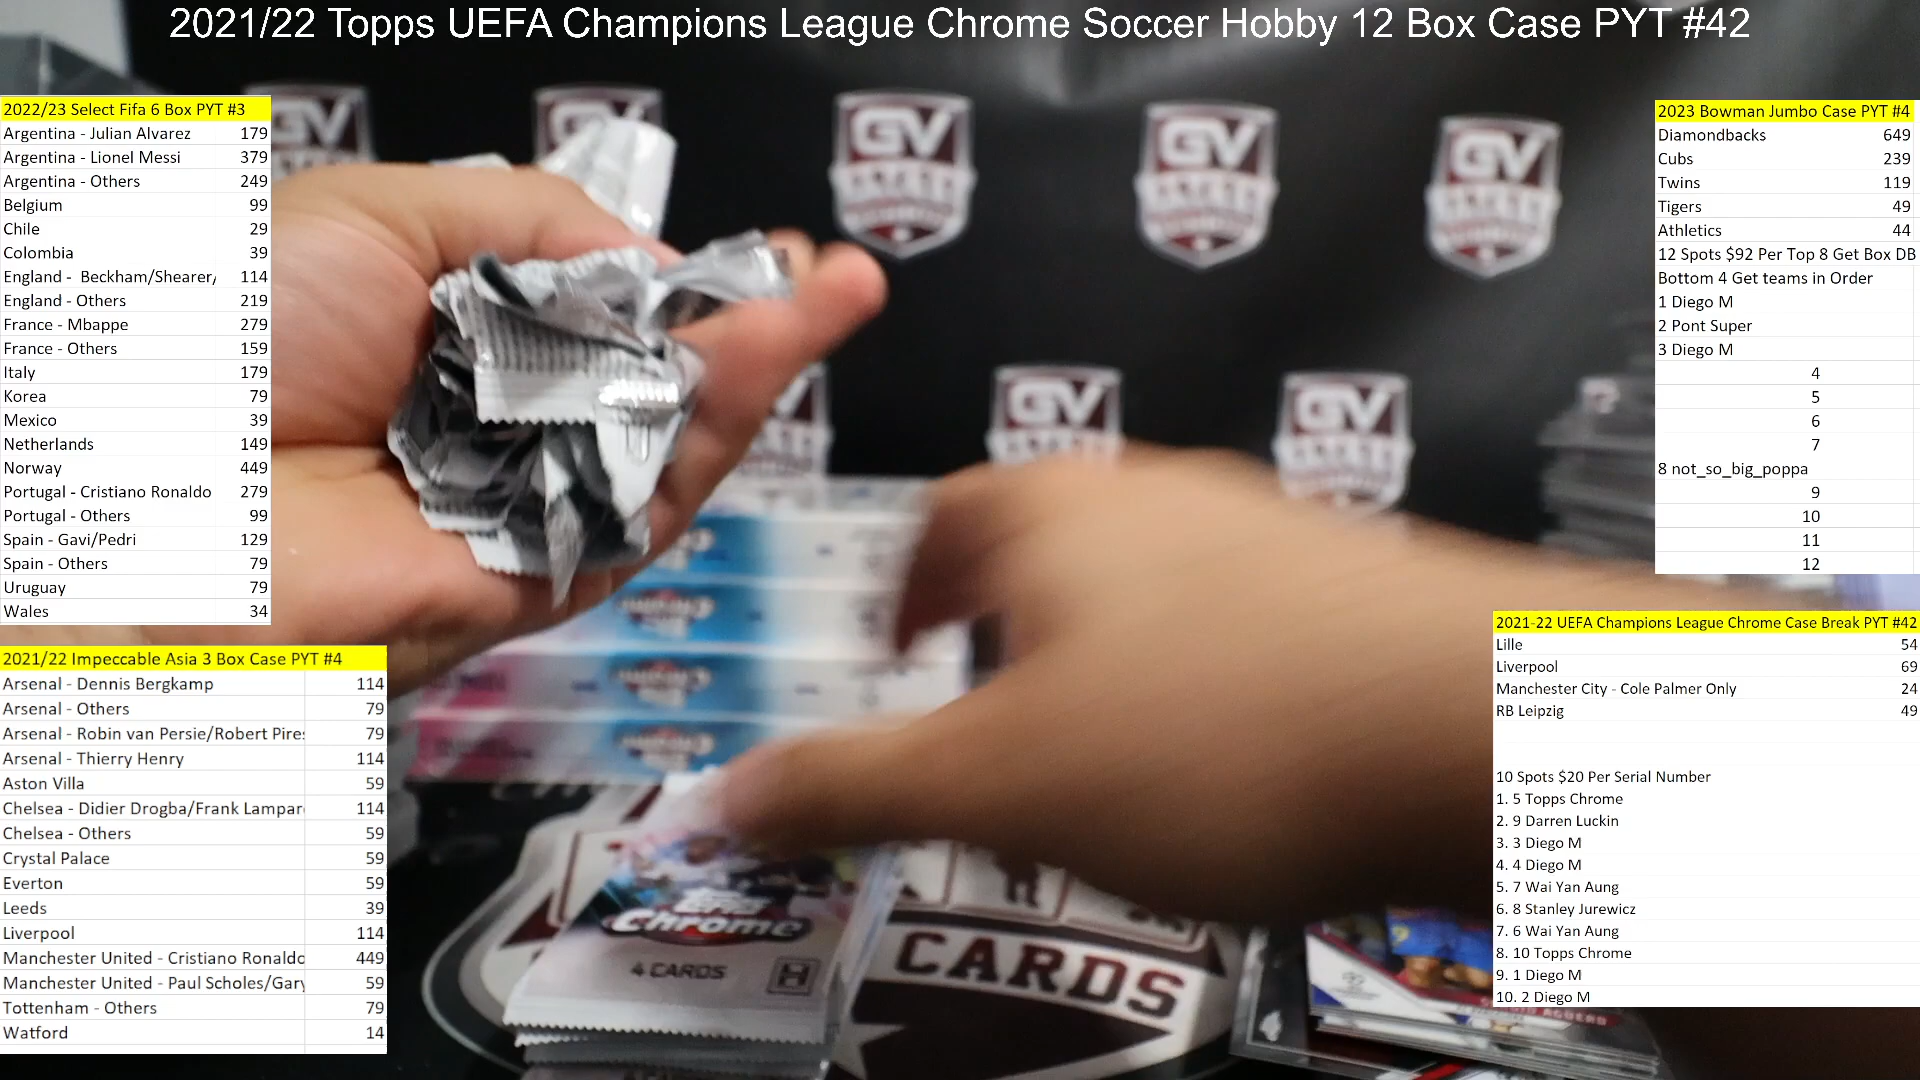 2021/22 Topps UEFA Champions League Chrome Soccer Hobby 12 Box Case PYT #42
2022/23 Select Fifa 6 Box PYT #3
Argentina - Julian Alvarez 179
Argentina - Lionel Messi 379
Argentina - Others 249
Belgium 99
Chile 29
Colombia 39
England - Beckham/Shearer/ 114
England - Others 219
France - Mbappe 279
France - Others 159
Italy 179
Korea 79
Mexico 39
Netherlands 149
Norway 449
Portugal - Cristiano Ronaldo 279
Portugal - Others 99
Spain - Gavi/Pedri 129
Spain - Others 79
Uruguay 79
Wales 34
2021/22 Impeccable Asia 3 Box Case PYT #4
Arsenal - Dennis Bergkamp 114
Arsenal - Others 79
Arsenal - Robin van Persie/Robert Pires 79
Arsenal - Thierry Henry 114
Aston Villa 59
Chelsea - Didier Drogba/Frank Lampar 114
Chelsea - Others 59
Crystal Palace 59
Everton 59
Leeds 39
Liverpool 114
Manchester United - Cristiano Ronaldo 449
Manchester United - Paul Scholes/Gary 59
Tottenham - Others 79
Watford 14
2023 Bowman Jumbo Case PYT #4
Diamondbacks 649
Cubs 239
Twins 119
Tigers 49
Athletics 44
12 Spots $92 Per Top 8 Get Box DB
Bottom 4 Get teams in Order
1 Diego M
2 Pont Super
3 Diego M
4
5
6
7
8 not_so_big_poppa
9
10
11
12
2021-22 UEFA Champions League Chrome Case Break PYT #42
Lille 54
Liverpool 69
Manchester City - Cole Palmer Only 24
RB Leipzig 49
10 Spots $20 Per Serial Number
1. 5 Topps Chrome
2. 9 Darren Luckin
3. 3 Diego M
4. 4 Diego M
5. 7 Wai Yan Aung
6. 8 Stanley Jurewicz
7. 6 Wai Yan Aung
8. 10 Topps Chrome
9. 1 Diego M
10. 2 Diego M
GV
GV
GV
GV
GV
GV
GV
Topps
Chrome
4 CARDS
H
CARDS
AGUERO